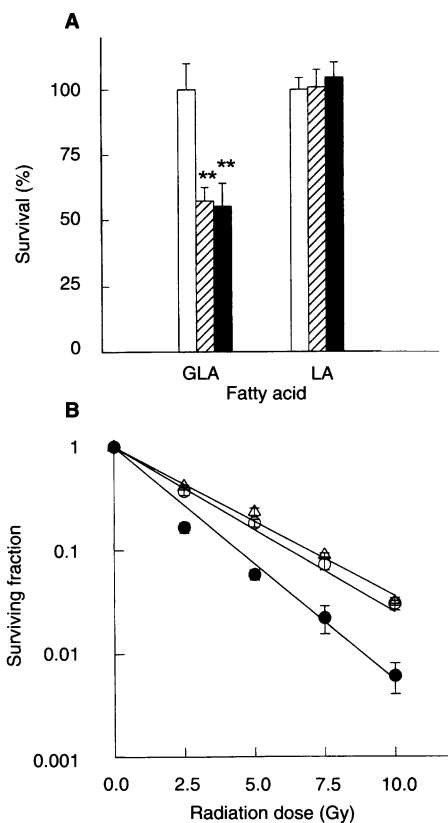 A
100
75
50
25
0
Survival (%)
**
**
GLA
LA
Fatty acid
B
1
0.1
0.01
0.001
Surviving fraction
0.0
2.5
5.0
7.5
10.0
Radiation dose (Gy)